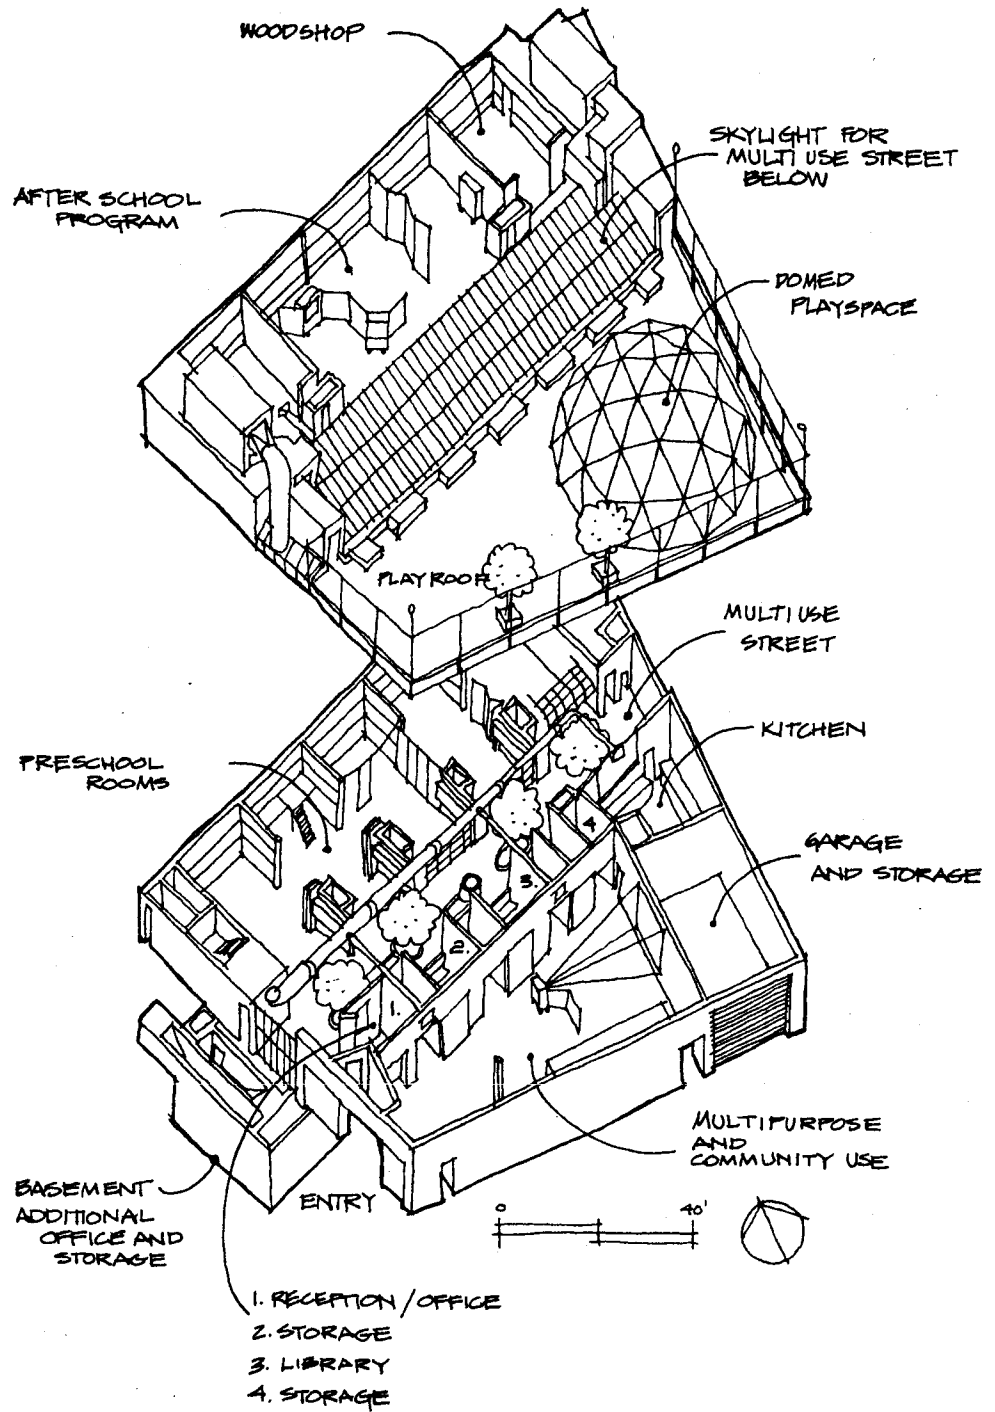 WOODSHOP
SKYLIGHT FOR
MULTI USE STREET
BELOW
AFTER SCHOOL
PROGRAM
DOMED
PLAYSPACE
PLAY ROOF
MULTI USE
STREET
KITCHEN
PRESCHOOL
ROOMS
4
GARAGE
AND STORAGE
3.
2.
1.
MULTIPURPOSE
AND
COMMUNITY USE
BASEMENT
ADDITIONAL
OFFICE AND
STORAGE
ENTRY
0 40'
1. RECEPTION / OFFICE
2. STORAGE
3. LIBRARY
4. STORAGE